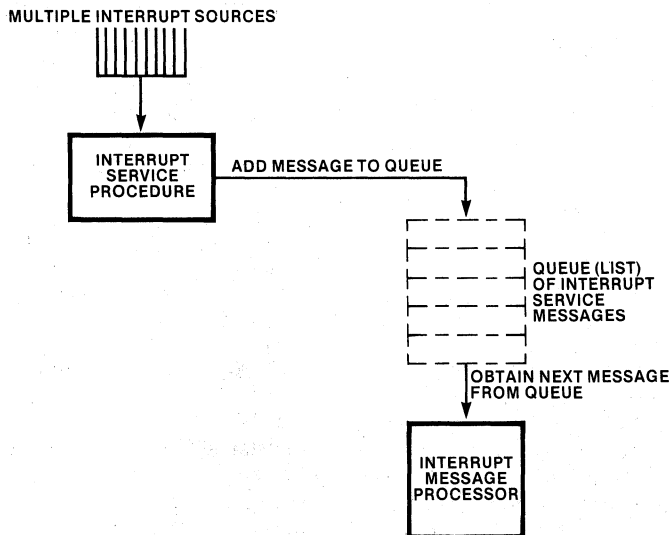 MULTIPLE INTERRUPT SOURCES
INTERRUPT
SERVICE
PROCEDURE
ADD MESSAGE TO QUEUE
QUEUE (LIST)
OF INTERRUPT
SERVICE
MESSAGES
OBTAIN NEXT MESSAGE
FROM QUEUE
INTERRUPT
MESSAGE
PROCESSOR